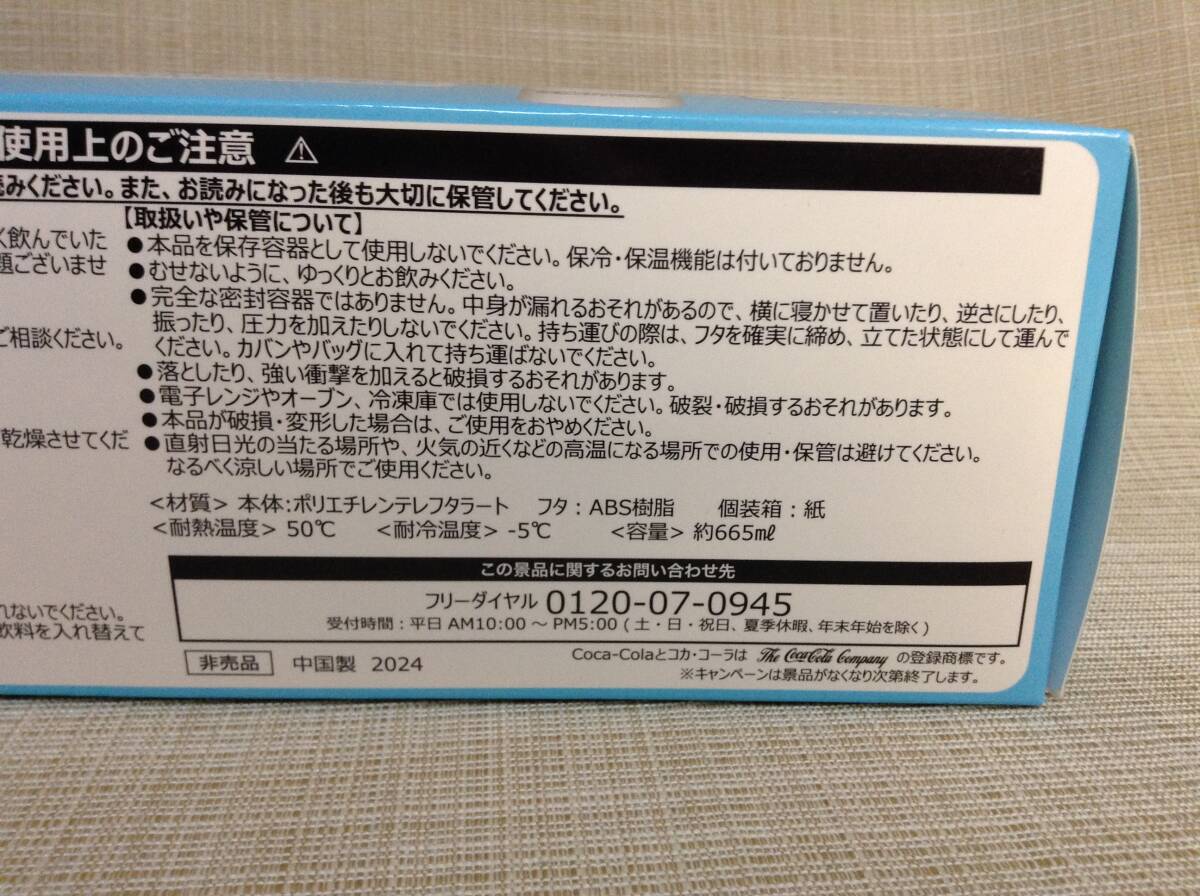 使用上のご注意
読みください。また、お読みになった後も大切に保管してください。
【取扱いや保管について】
く飲んでいた
題ございませ
ご相談ください。
乾燥させてくだ
れないでください。
飲料を入れ替えて
●本品を保存容器として使用しないでください。保冷・保温機能は付いておりません。
●むせないように、ゆっくりとお飲みください。
●完全な密封容器ではありません。中身が漏れるおそれがあるので、横に寝かせて置いたり、逆さにしたり、
振ったり、圧力を加えたりしないでください。持ち運びの際は、フタを確実に締め、立てた状態にして運んで
ください。カバンやバッグに入れて持ち運ばないでください。
●落としたり、強い衝撃を加えると破損するおそれがあります。
●電子レンジやオーブン、冷凍庫では使用しないでください。破裂・破損するおそれがあります。
●本品が破損・変形した場合は、ご使用をおやめください。
●直射日光の当たる場所や、火気の近くなどの高温になる場所での使用・保管は避けてください。
なるべく涼しい場所でご使用ください。
<材質> 本体:ポリエチレンテレフタラート フタ:ABS樹脂 個装箱:紙
<耐熱温度> 50℃ <耐冷温度> -5℃ <容量> 約665㎖
この景品に関するお問い合わせ先
フリーダイヤル 0120-07-0945
受付時間:平日 AM10:00 ~ PM5:00 (土・日・祝日、夏季休暇、年末年始を除く)
非売品 中国製 2024
Coca-Colaとコカ・コーラは The Coca-Cola Company の登録商標です。
※キャンペーンは景品がなくなり次第終了します。